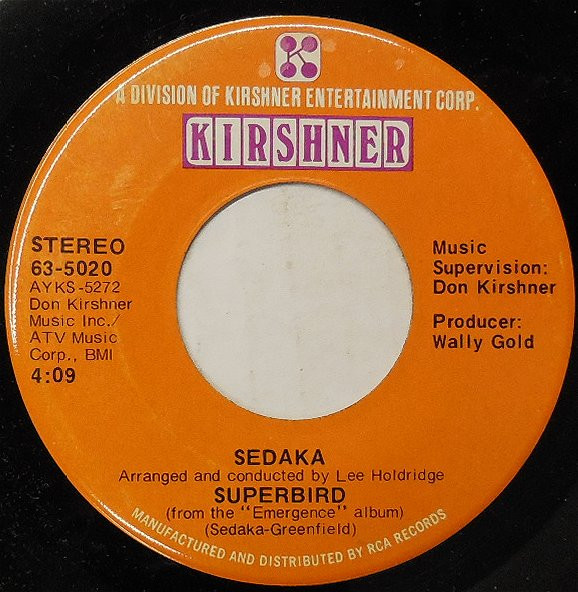 A DIVISION OF KIRSHNER ENTERTAINMENT CORP.
KIRSHNER
STEREO
63-5020
AYKS-5272
Don Kirshner
Music Inc./
ATV Music
Corp., BMI
4:09
Music
Supervision:
Don Kirshner
Producer:
Wally Gold
SEDAKA
Arranged and conducted by Lee Holdridge
SUPERBIRD
(from the "Emergence" album)
(Sedaka-Greenfield)
MANUFACTURED AND DISTRIBUTED BY RCA RECORDS